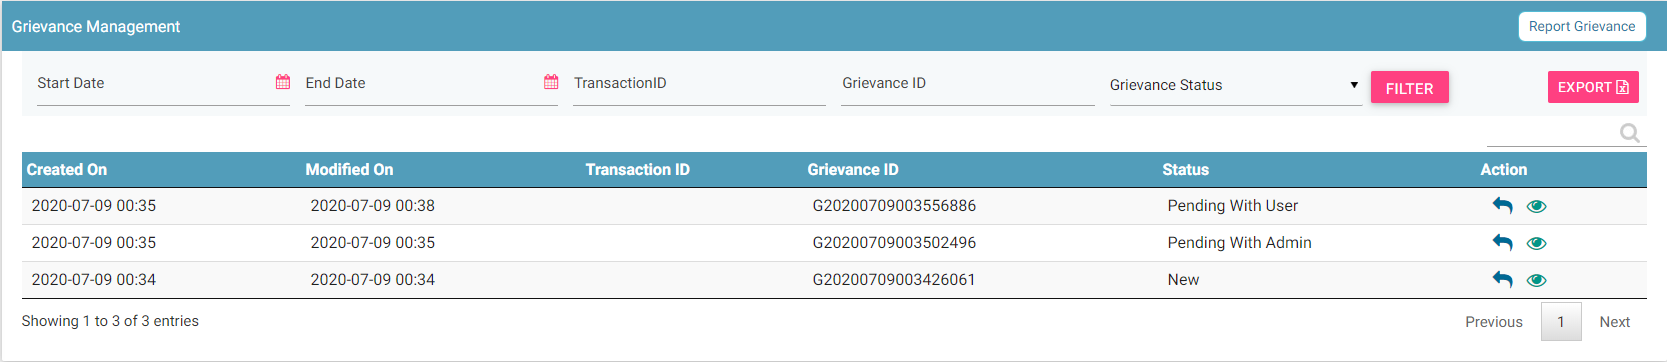 Grievance Management Report Grievance
Start Date End Date TransactionID Grievance ID Grievance Status FILTER EXPORT
Created On Modified On Transaction ID Grievance ID Status Action
2020-07-09 00:35 2020-07-09 00:38 G20200709003556886 Pending With User
2020-07-09 00:35 2020-07-09 00:35 G20200709003502496 Pending With Admin
2020-07-09 00:34 2020-07-09 00:34 G20200709003426061 New
Showing 1 to 3 of 3 entries Previous 1 Next